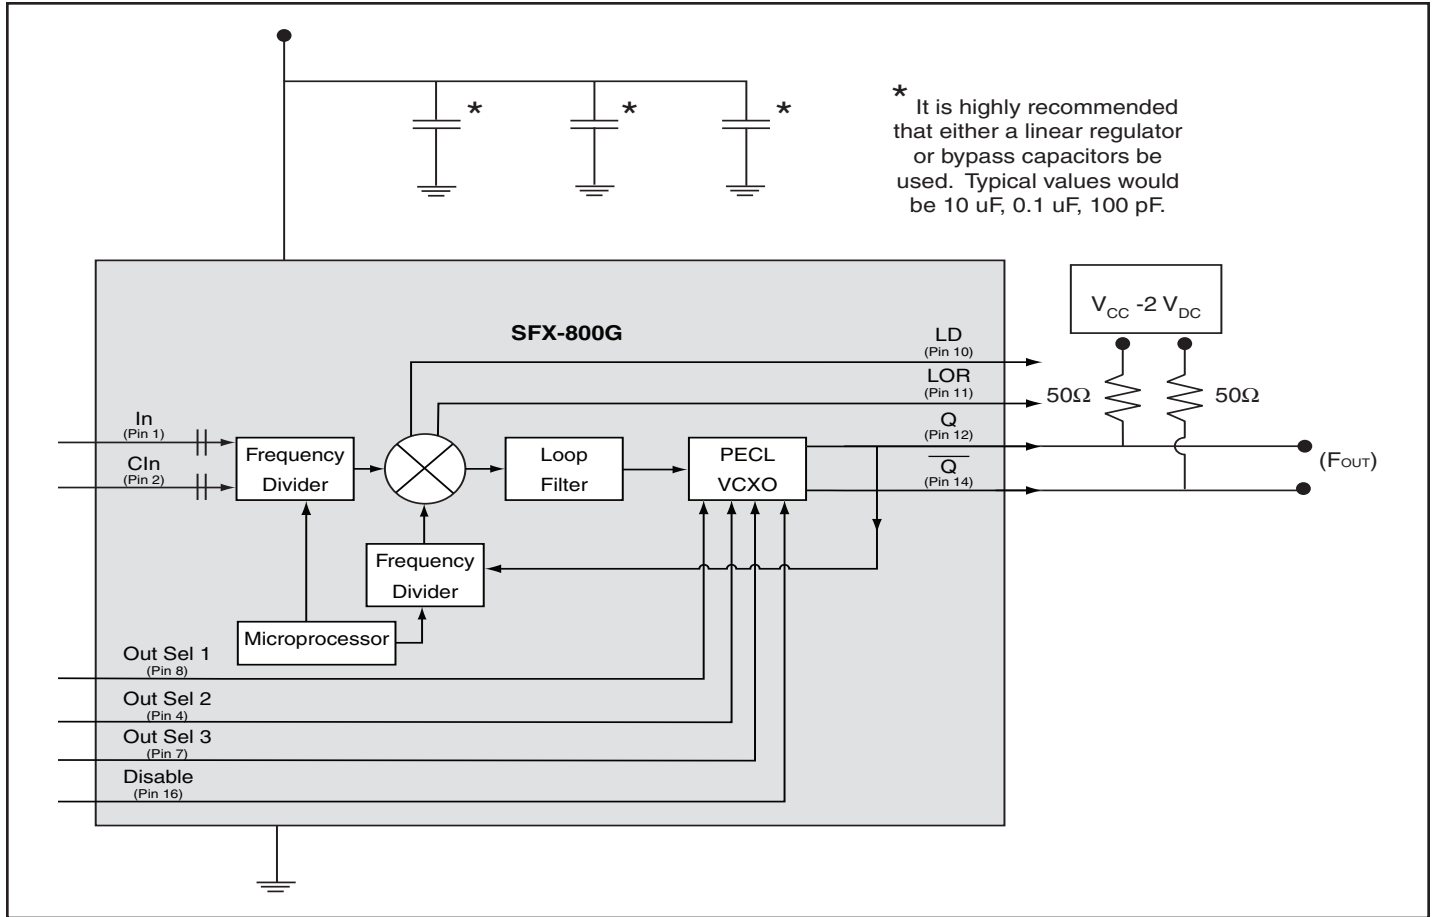 *
*
*
*
It is highly recommended
that either a linear regulator
or bypass capacitors be
used. Typical values would
be 10 uF, 0.1 uF, 100 pF.
SFX-800G
VCC -2 VDC
LD
(Pin 10)
LOR
(Pin 11)
50Ω
50Ω
In
(Pin 1)
CIn
(Pin 2)
Frequency
Divider
Loop
Filter
PECL
VCXO
Q
(Pin 12)
Q̅
(Pin 14)
(FOUT)
Frequency
Divider
Microprocessor
Out Sel 1
(Pin 8)
Out Sel 2
(Pin 4)
Out Sel 3
(Pin 7)
Disable
(Pin 16)